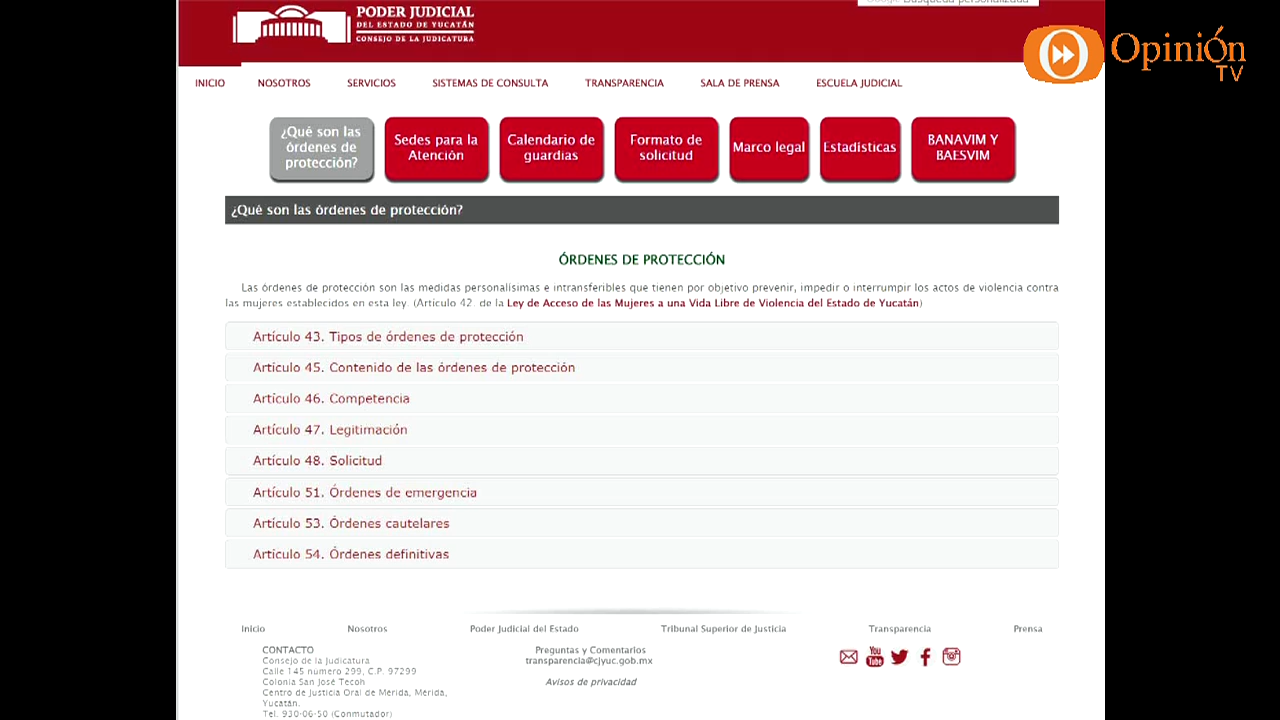 Búsqueda personalizada
PODER JUDICIAL
DEL ESTADO DE YUCATÁN
CONSEJO DE LA JUDICATURA
Opinión
TV
INICIO NOSOTROS SERVICIOS SISTEMAS DE CONSULTA TRANSPARENCIA SALA DE PRENSA ESCUELA JUDICIAL
¿Qué son las
órdenes de
protección?
Sedes para la
Atención
Calendario de
guardias
Formato de
solicitud
Marco legal
Estadísticas
BANAVIM Y
BAESVIM
¿Qué son las órdenes de protección?
ÓRDENES DE PROTECCIÓN
Las órdenes de protección son las medidas personalísimas e intransferibles que tienen por objetivo prevenir, impedir o interrumpir los actos de violencia contra
las mujeres establecidos en esta ley. (Artículo 42 de la Ley de Acceso de las Mujeres a una Vida Libre de Violencia del Estado de Yucatán)
Artículo 43. Tipos de órdenes de protección
Artículo 45. Contenido de las órdenes de protección
Artículo 46. Competencia
Artículo 47. Legitimación
Artículo 48. Solicitud
Artículo 51. Órdenes de emergencia
Artículo 53. Órdenes cautelares
Artículo 54. Órdenes definitivas
Inicio Nosotros Poder Judicial del Estado Tribunal Superior de Justicia Transparencia Prensa
CONTACTO
Consejo de la Judicatura
Calle 145 numero 299, C.P. 97299
Colonia San José Tecoh
Centro de Justicia Oral de Mérida, Mérida,
Yucatán.
Tel. 930-06-50 (Conmutador)
Preguntas y Comentarios
transparencia@cjyuc.gob.mx
Avisos de privacidad
You
Tube